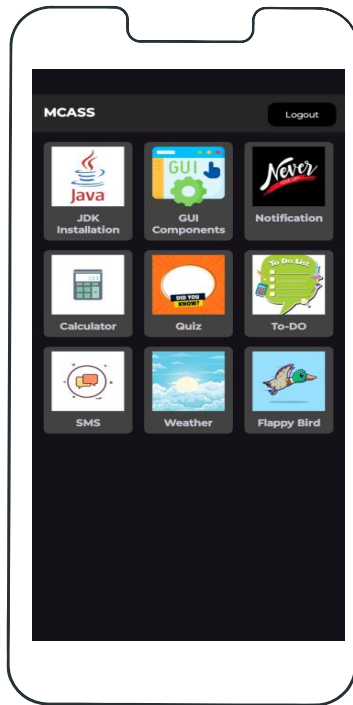 MCASS
Logout
Java
GUI
Never
JDK
Installation
GUI
Components
Notification
123
DID YOU
KNOW?
To Do List
Calculator
Quiz
To-DO
SMS
Weather
Flappy Bird